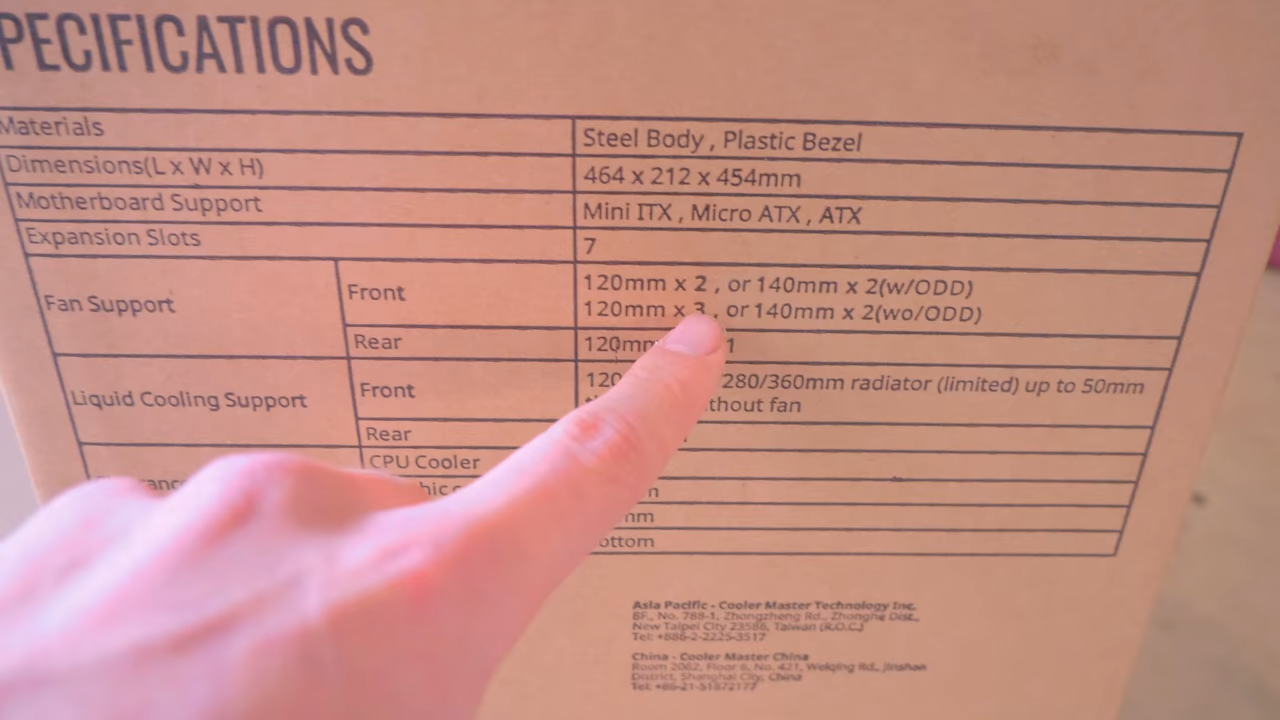 PECIFICATIONS
Materials Steel Body , Plastic Bezel
Dimensions(L x W x H) 464 x 212 x 454mm
Motherboard Support Mini ITX , Micro ATX , ATX
Expansion Slots 7
Fan Support Front 120mm x 2 , or 140mm x 2(w/ODD)
120mm x 3 , or 140mm x 2(wo/ODD)
Rear 120mm 1
Liquid Cooling Support Front 120 280/360mm radiator (limited) up to 50mm
thout fan
Rear
CPU Cooler
ranc hic c m
mm
ottom
Asia Pacific - Cooler Master Technology Inc.
8F., No. 788-1, Zhongzheng Rd., Zhonghe Dist.,
New Taipei City 23586, Taiwan (R.O.C.)
Tel: +886-2-2225-3517
China - Cooler Master China
Room 2062, Floor 6, No. 421, Weiqing Rd., Jinshan
District, Shanghai City, China
Tel: +86-21-51872177